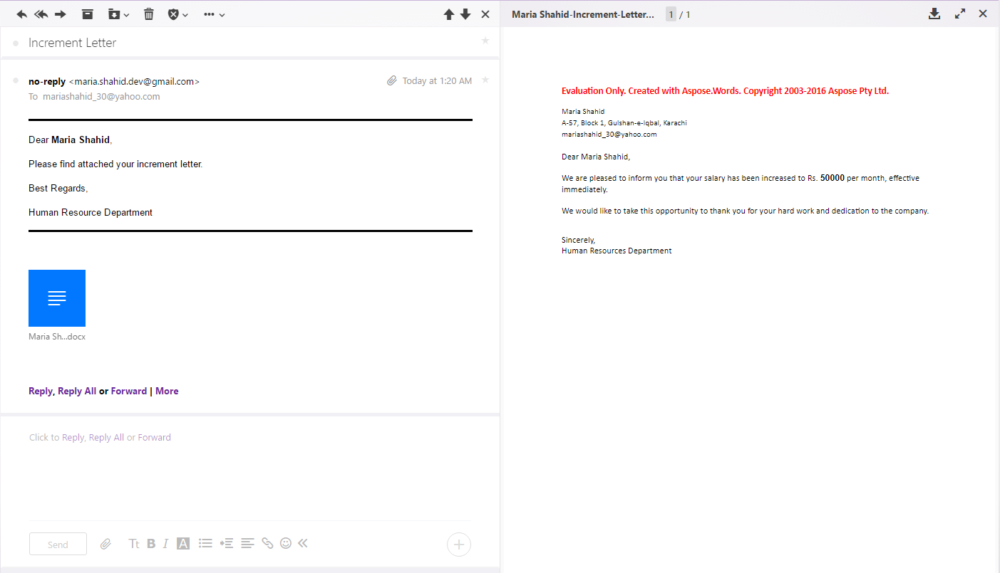 Increment Letter
no-reply <maria.shahid.dev@gmail.com>
Today at 1:20 AM
To mariashahid_30@yahoo.com
Dear Maria Shahid,
Please find attached your increment letter.
Best Regards,
Human Resource Department
Maria Sh...docx
Reply, Reply All or Forward | More
Click to Reply, Reply All or Forward
Send
Tt B I A
Maria Shahid-Increment-Letter... 1 / 1
Evaluation Only. Created with Aspose.Words. Copyright 2003-2016 Aspose Pty Ltd.
Maria Shahid
A-57, Block 1, Gulshan-e-Iqbal, Karachi
mariashahid_30@yahoo.com
Dear Maria Shahid,
We are pleased to inform you that your salary has been increased to Rs. 50000 per month, effective
immediately.
We would like to take this opportunity to thank you for your hard work and dedication to the company.
Sincerely,
Human Resources Department